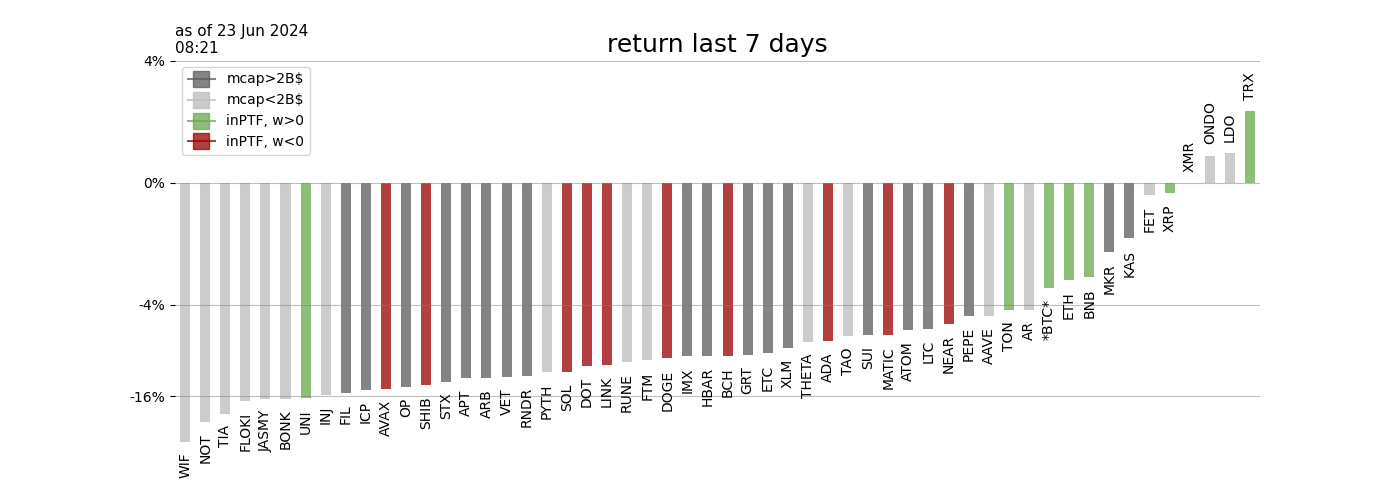 as of 23 Jun 2024
08:21
return last 7 days
4%
0%
-4%
-16%
mcap>2B$
mcap<2B$
inPTF, w>0
inPTF, w<0
WIF
NOT
TIA
FLOKI
JASMY
BONK
UNI
INJ
FIL
ICP
AVAX
OP
SHIB
STX
APT
ARB
VET
RNDR
PYTH
SOL
DOT
LINK
RUNE
FTM
DOGE
IMX
HBAR
BCH
GRT
ETC
XLM
THETA
ADA
TAO
SUI
MATIC
ATOM
LTC
NEAR
PEPE
AAVE
TON
AR
*BTC*
ETH
BNB
MKR
KAS
FET
XRP
XMR
ONDO
LDO
TRX